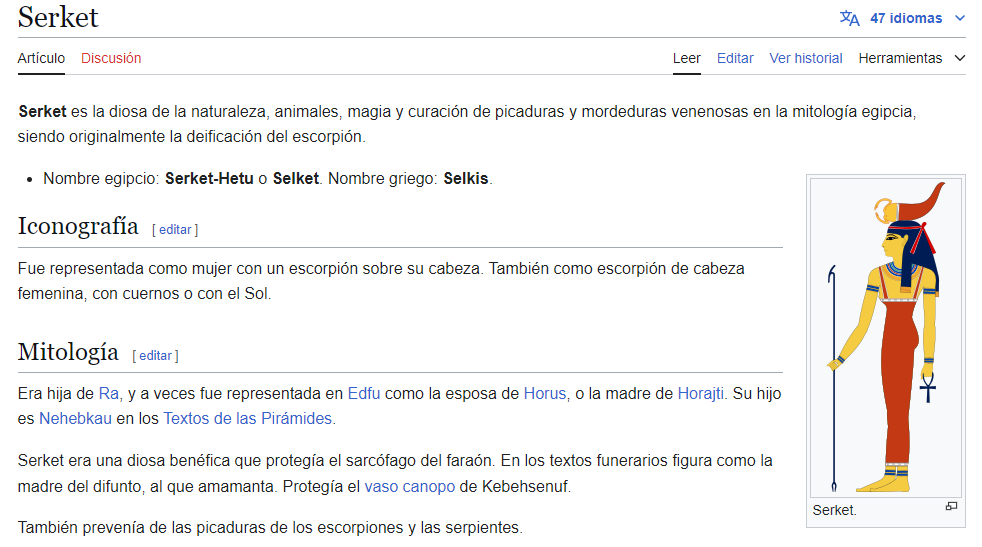 Serket
47 idiomas
Artículo Discusión Leer Editar Ver historial Herramientas
Serket es la diosa de la naturaleza, animales, magia y curación de picaduras y mordeduras venenosas en la mitología egipcia,
siendo originalmente la deificación del escorpión.
• Nombre egipcio: Serket-Hetu o Selket. Nombre griego: Selkis.
Iconografía [ editar ]
Fue representada como mujer con un escorpión sobre su cabeza. También como escorpión de cabeza
femenina, con cuernos o con el Sol.
Mitología [ editar ]
Era hija de Ra, y a veces fue representada en Edfu como la esposa de Horus, o la madre de Horajti. Su hijo
es Nehebkau en los Textos de las Pirámides.
Serket era una diosa benéfica que protegía el sarcófago del faraón. En los textos funerarios figura como la
madre del difunto, al que amamanta. Protegía el vaso canopo de Kebehsenuf.
También prevenía de las picaduras de los escorpiones y las serpientes.
Serket.